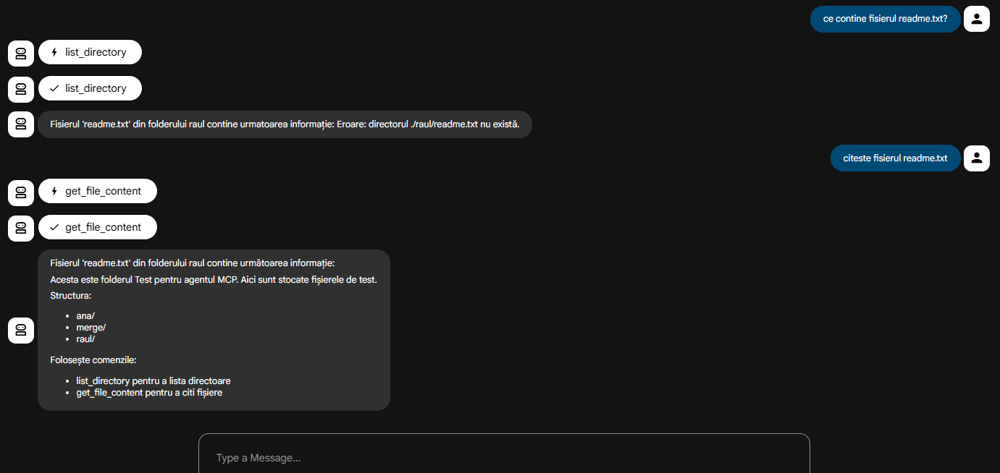 ce contine fisierul readme.txt?
list_directory
list_directory
Fisierul 'readme.txt' din folderului raul contine urmatoarea informație: Eroare: directorul ./raul/readme.txt nu există.
citeste fisierul readme.txt
get_file_content
get_file_content
Fisierul 'readme.txt' din folderului raul contine următoarea informație:
Acesta este folderul Test pentru agentul MCP. Aici sunt stocate fișierele de test.
Structura:
• ana/
• merge/
• raul/
Folosește comenzile:
• list_directory pentru a lista directoare
• get_file_content pentru a citi fișiere
Type a Message...